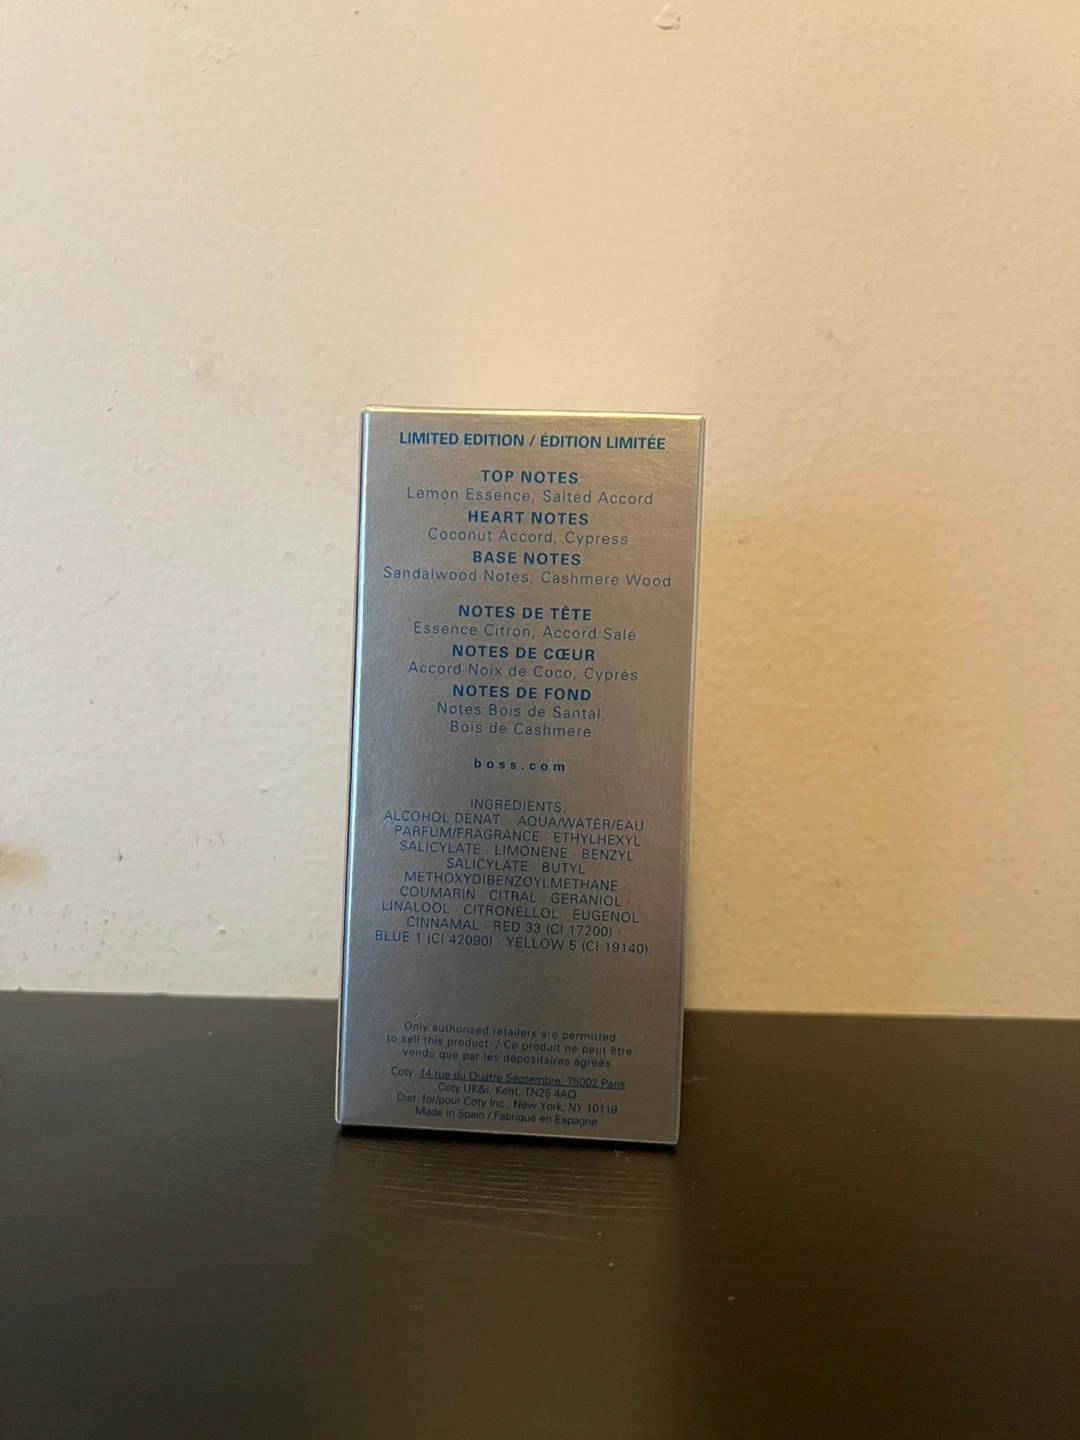 LIMITED EDITION / ÉDITION LIMITÉE
TOP NOTES
Lemon Essence, Salted Accord
HEART NOTES
Coconut Accord, Cypress
BASE NOTES
Sandalwood Notes, Cashmere Wood
NOTES DE TÊTE
Essence Citron, Accord Salé
NOTES DE CŒUR
Accord Noix de Coco, Cyprès
NOTES DE FOND
Notes Bois de Santal,
Bois de Cashmere
boss.com
INGREDIENTS:
ALCOHOL DENAT. · AQUA/WATER/EAU ·
PARFUM/FRAGRANCE · ETHYLHEXYL
SALICYLATE · LIMONENE · BENZYL
SALICYLATE · BUTYL
METHOXYDIBENZOYLMETHANE ·
COUMARIN · CITRAL · GERANIOL ·
LINALOOL · CITRONELLOL · EUGENOL ·
CINNAMAL · RED 33 (CI 17200) ·
BLUE 1 (CI 42090) · YELLOW 5 (CI 19140).
Only authorized retailers are permitted
to sell this product. / Ce produit ne peut être
vendu que par les dépositaires agréés.
Coty, 14 rue du Quatre Septembre, 75002 Paris
Coty UK&I, Kent, TN25 4AQ
Dist. for/pour Coty Inc., New York, NY 10118
Made in Spain / Fabriqué en Espagne